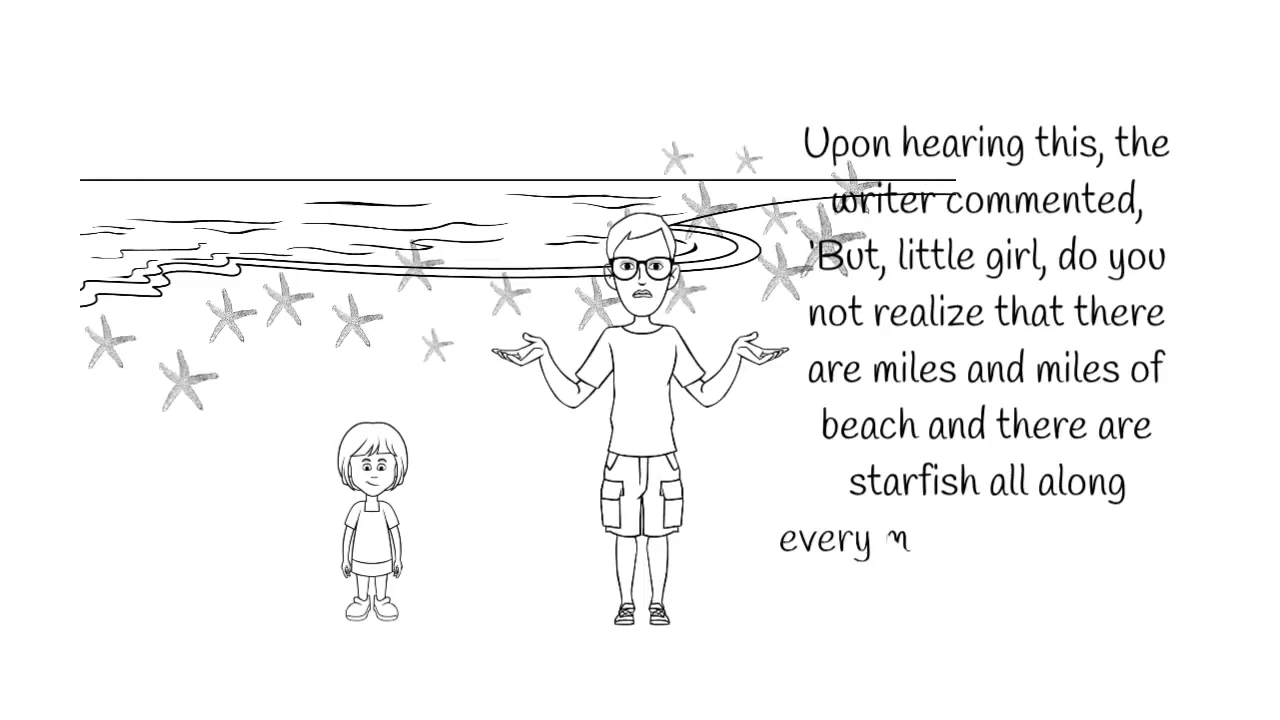 Upon hearing this, the
writer commented,
'But, little girl, do you
not realize that there
are miles and miles of
beach and there are
starfish all along
every